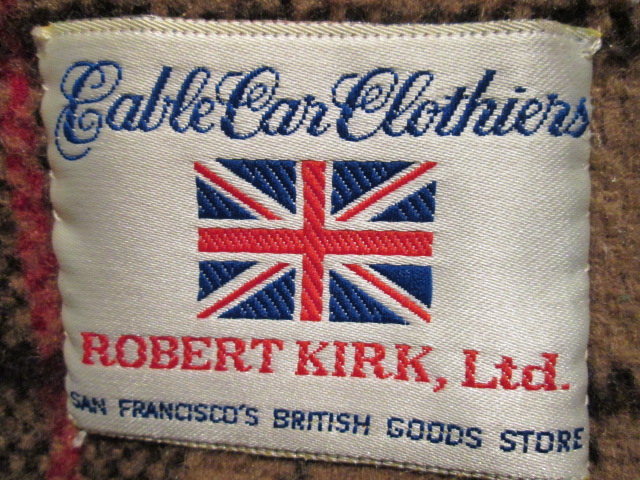 Cable Car Clothiers
ROBERT KIRK, Ltd.
SAN FRANCISCO'S BRITISH GOODS STORE